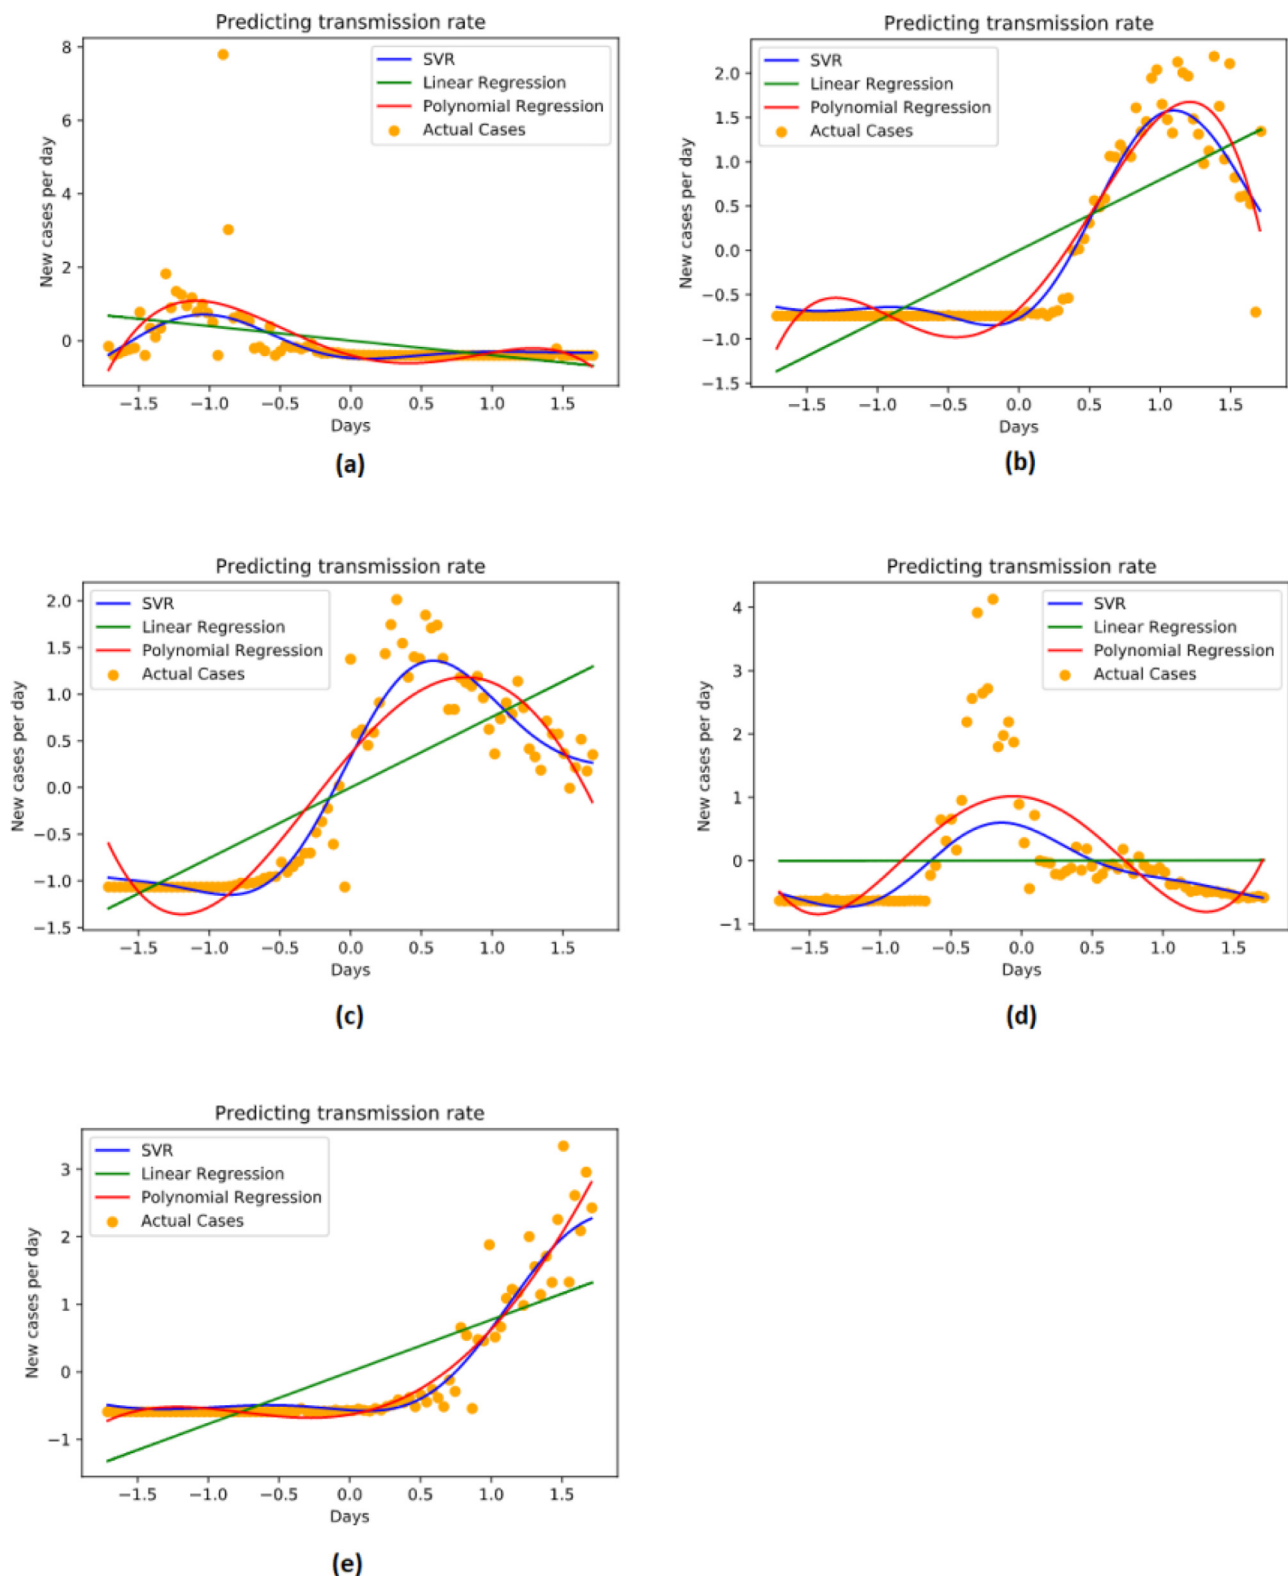 Predicting transmission rate
8
6
4
2
0
New cases per day
SVR
Linear Regression
Polynomial Regression
Actual Cases
−1.5 −1.0 −0.5 0.0 0.5 1.0 1.5
Days
(a)
Predicting transmission rate
2.0
1.5
1.0
0.5
0.0
−0.5
−1.0
−1.5
New cases per day
SVR
Linear Regression
Polynomial Regression
Actual Cases
−1.5 −1.0 −0.5 0.0 0.5 1.0 1.5
Days
(b)
Predicting transmission rate
2.0
1.5
1.0
0.5
0.0
−0.5
−1.0
−1.5
New cases per day
SVR
Linear Regression
Polynomial Regression
Actual Cases
−1.5 −1.0 −0.5 0.0 0.5 1.0 1.5
Days
(c)
Predicting transmission rate
4
3
2
1
0
−1
New cases per day
SVR
Linear Regression
Polynomial Regression
Actual Cases
−1.5 −1.0 −0.5 0.0 0.5 1.0 1.5
Days
(d)
Predicting transmission rate
3
2
1
0
−1
New cases per day
SVR
Linear Regression
Polynomial Regression
Actual Cases
−1.5 −1.0 −0.5 0.0 0.5 1.0 1.5
Days
(e)